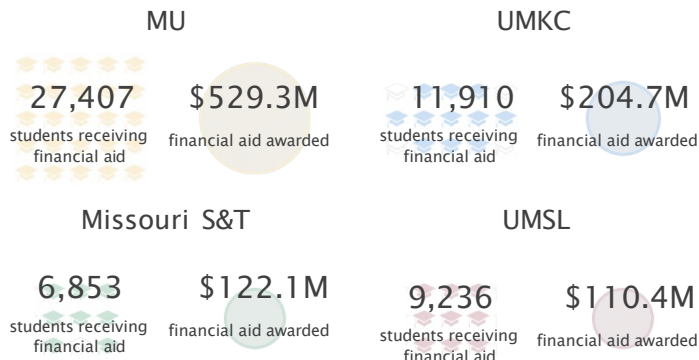 MU
27,407
students receiving
financial aid
$529.3M
financial aid awarded
UMKC
11,910
students receiving
financial aid
$204.7M
financial aid awarded
Missouri S&T
6,853
students receiving
financial aid
$122.1M
financial aid awarded
UMSL
9,236
students receiving
financial aid
$110.4M
financial aid awarded